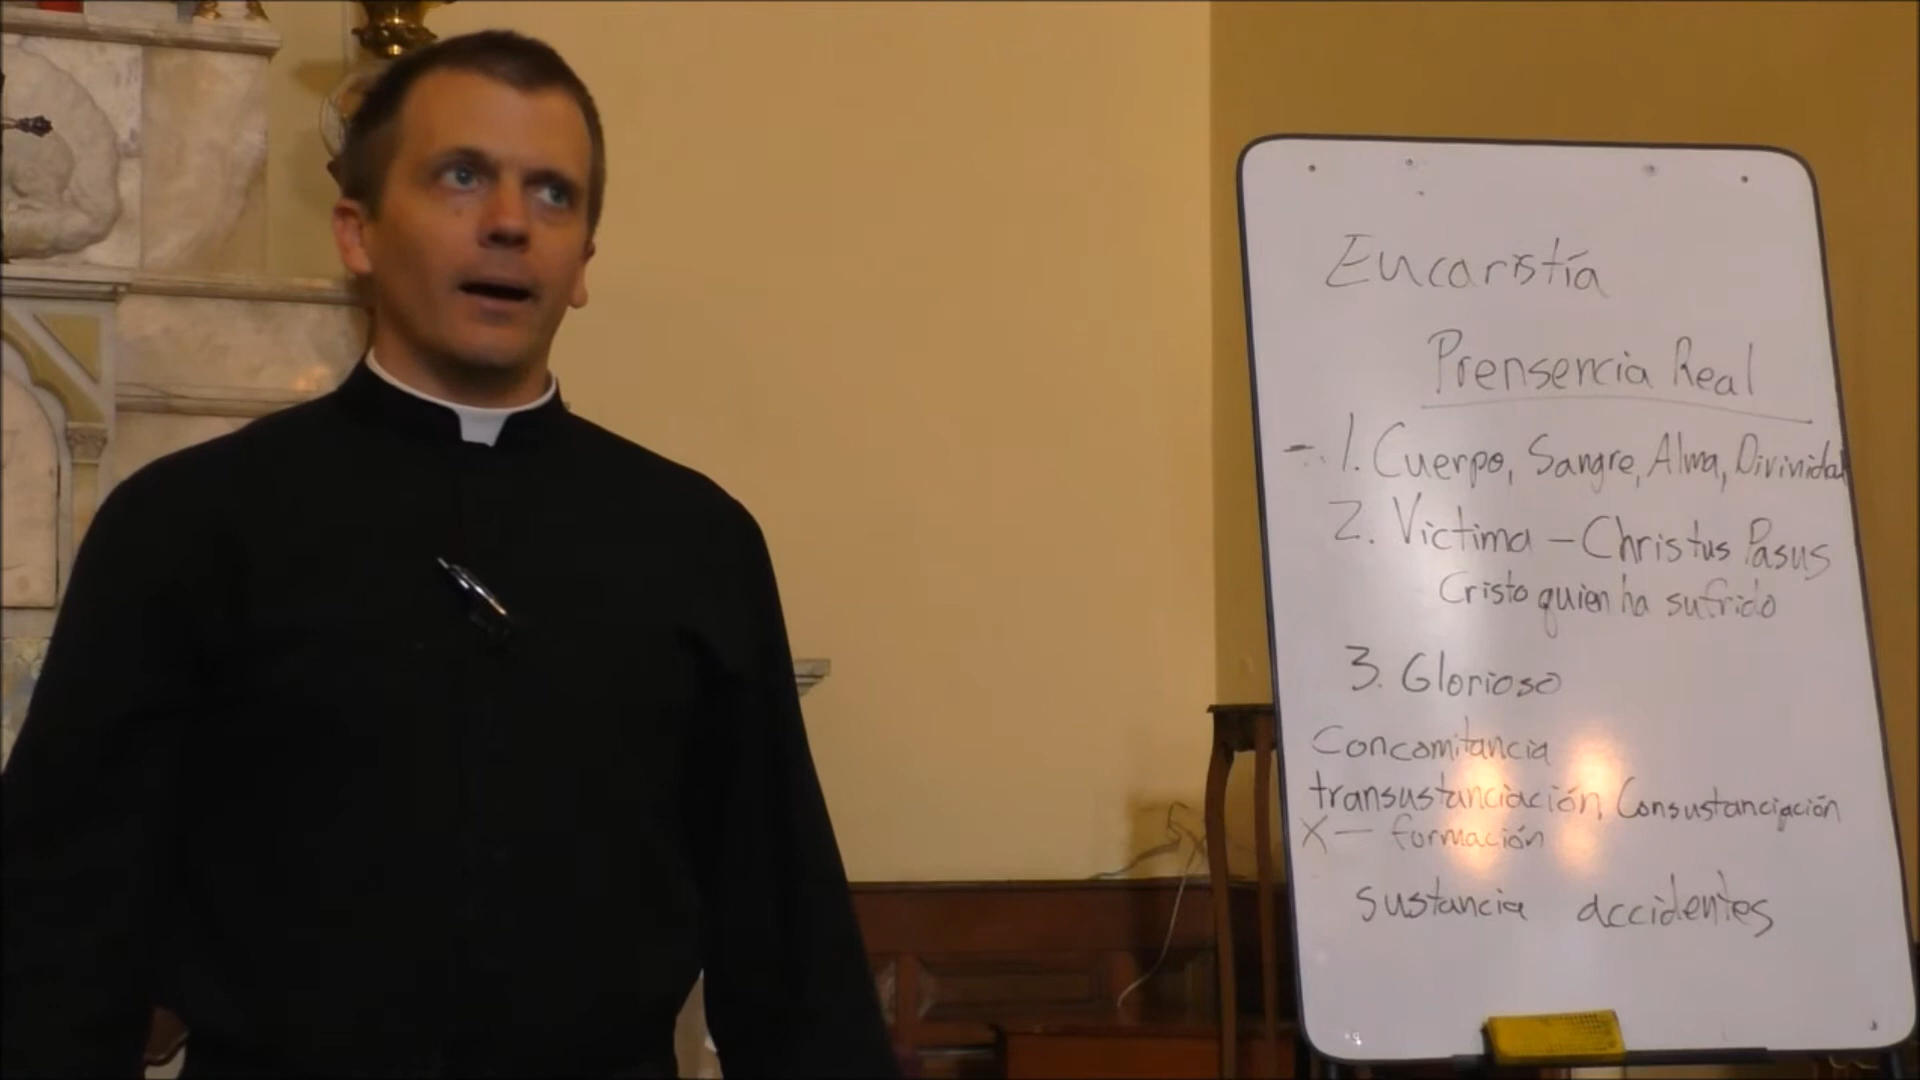 Eucaristía
Prensencia Real
- 1. Cuerpo, Sangre, Alma, Divinidad
2. Victima - Christus Pasus
Cristo quien ha sufrido
3. Glorioso
Concomitancia
transustanciación, Consustanciación
X — formación
sustancia accidentes